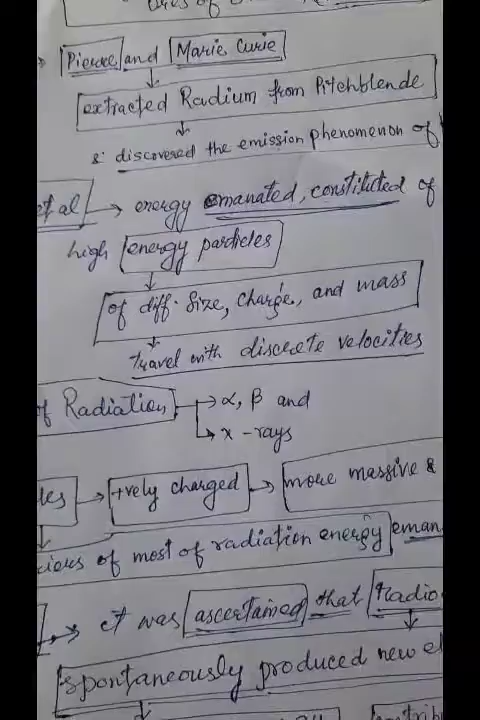 Pierre and Marie Curie
extracted Radium from Pitchblende
& discovered the emission phenomenon of
et al → energy emanated, constituted of
high energy particles
of diff. size, charge, and mass
travel with discrete velocities
of Radiation → α, β and
→ x-rays
les → +vely charged → more massive &
cious of most of radiation energy eman
→ it was ascertained that radio
spontaneously produced new el